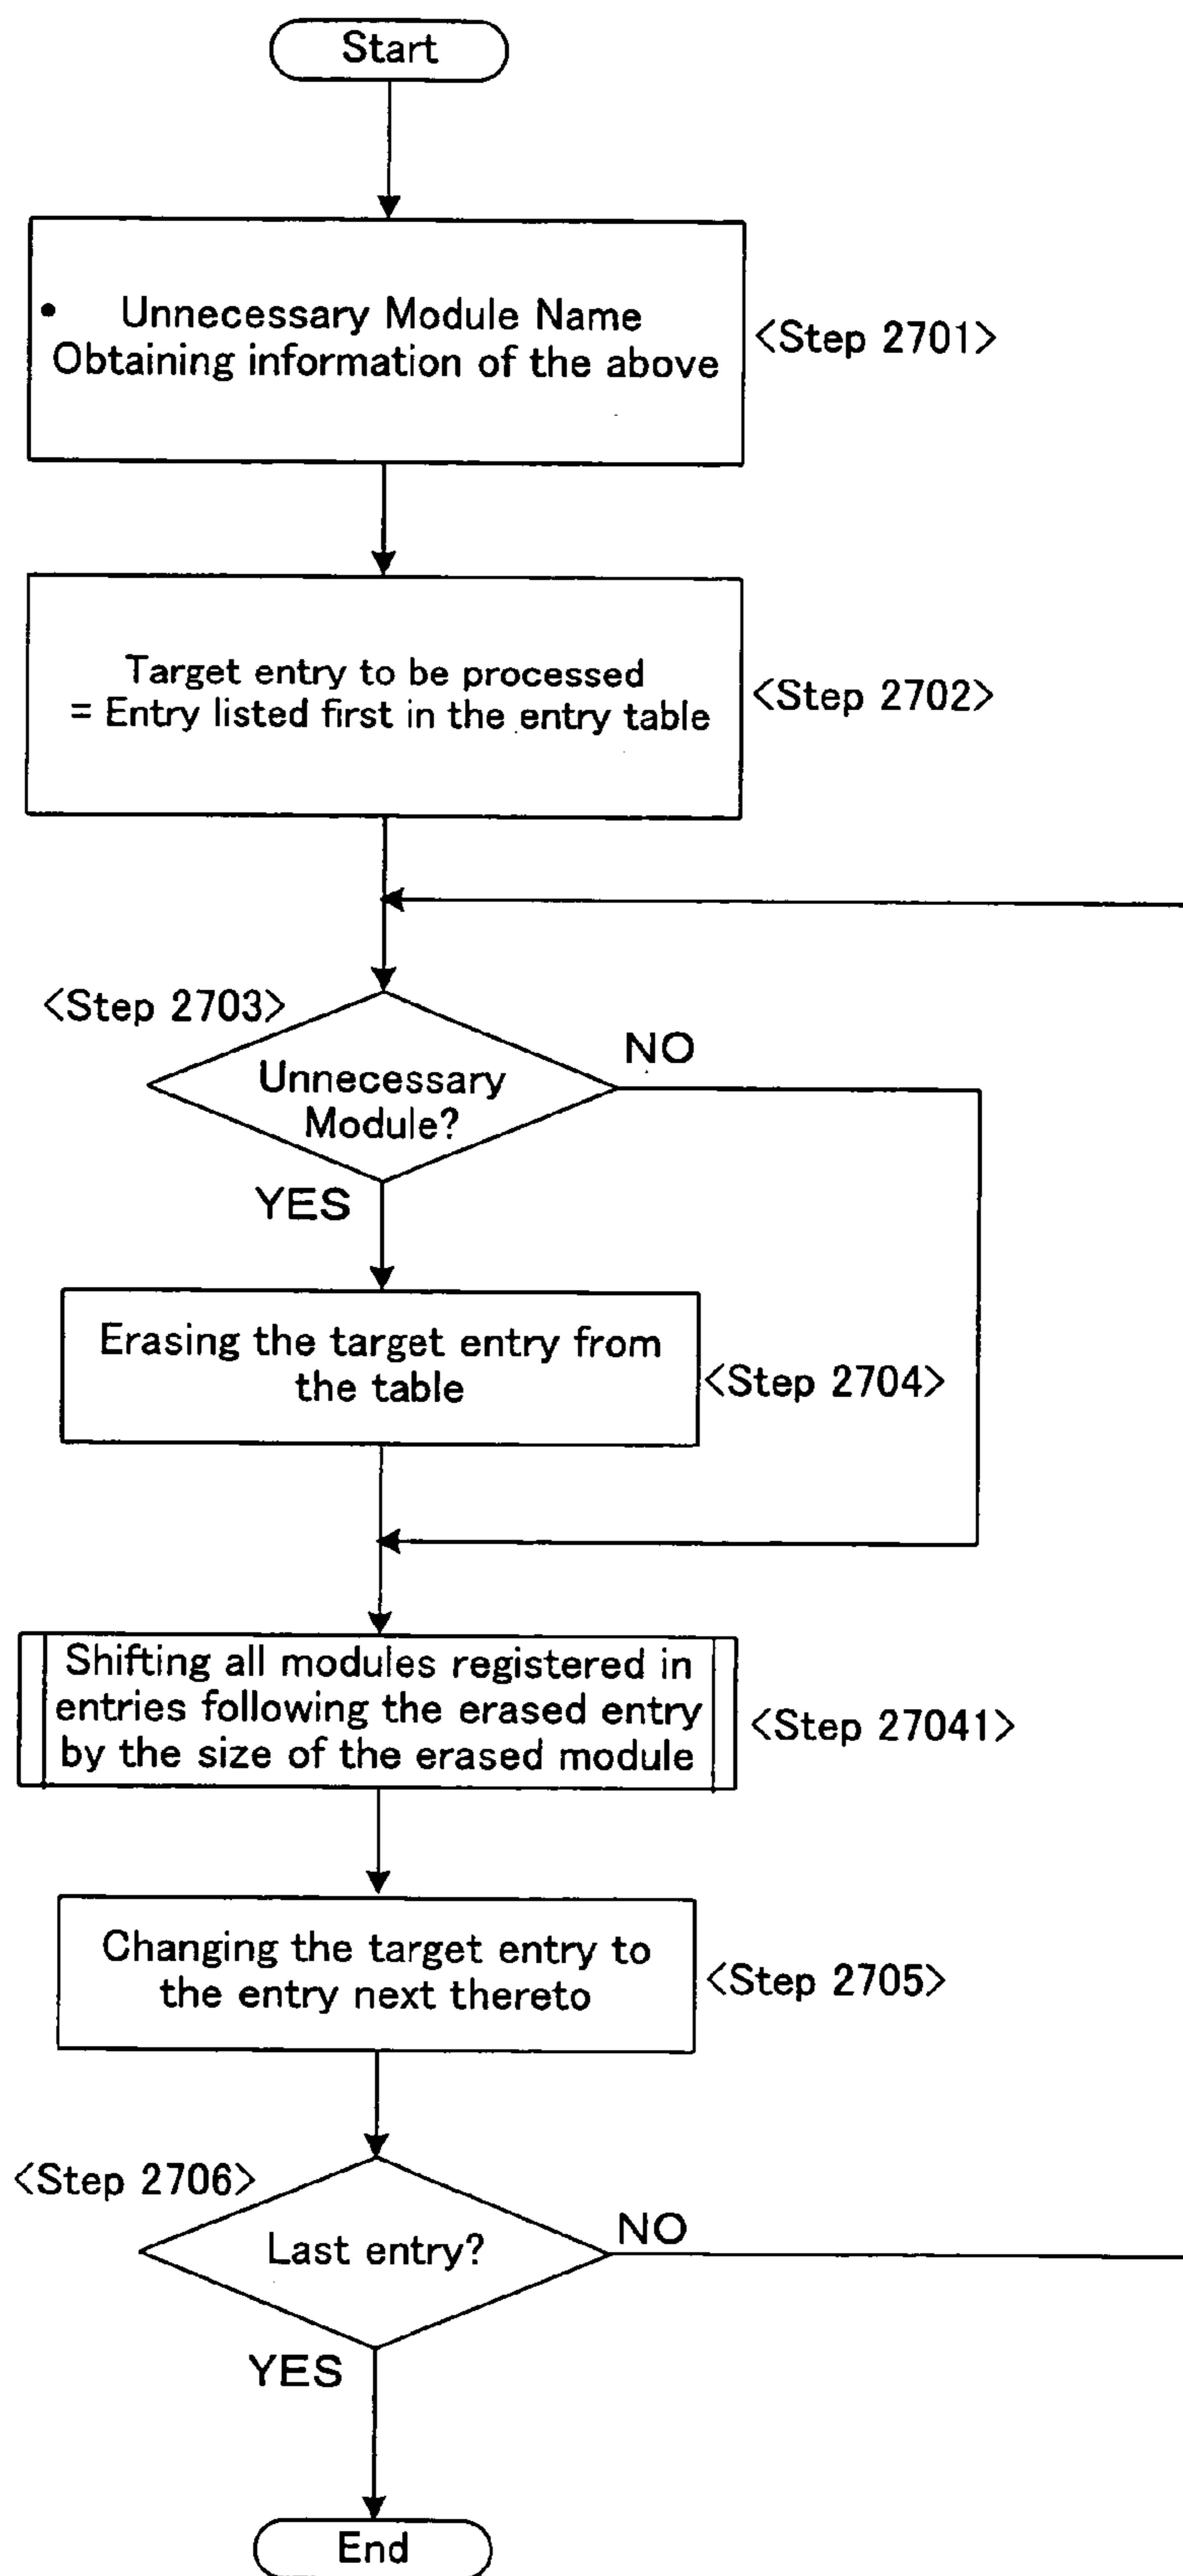 Start
• Unnecessary Module Name
Obtaining information of the above
<Step 2701>
Target entry to be processed
= Entry listed first in the entry table
<Step 2702>
<Step 2703>
Unnecessary
Module?
NO
YES
Erasing the target entry from
the table
<Step 2704>
Shifting all modules registered in
entries following the erased entry
by the size of the erased module
<Step 27041>
Changing the target entry to
the entry next thereto
<Step 2705>
<Step 2706>
Last entry?
NO
YES
End